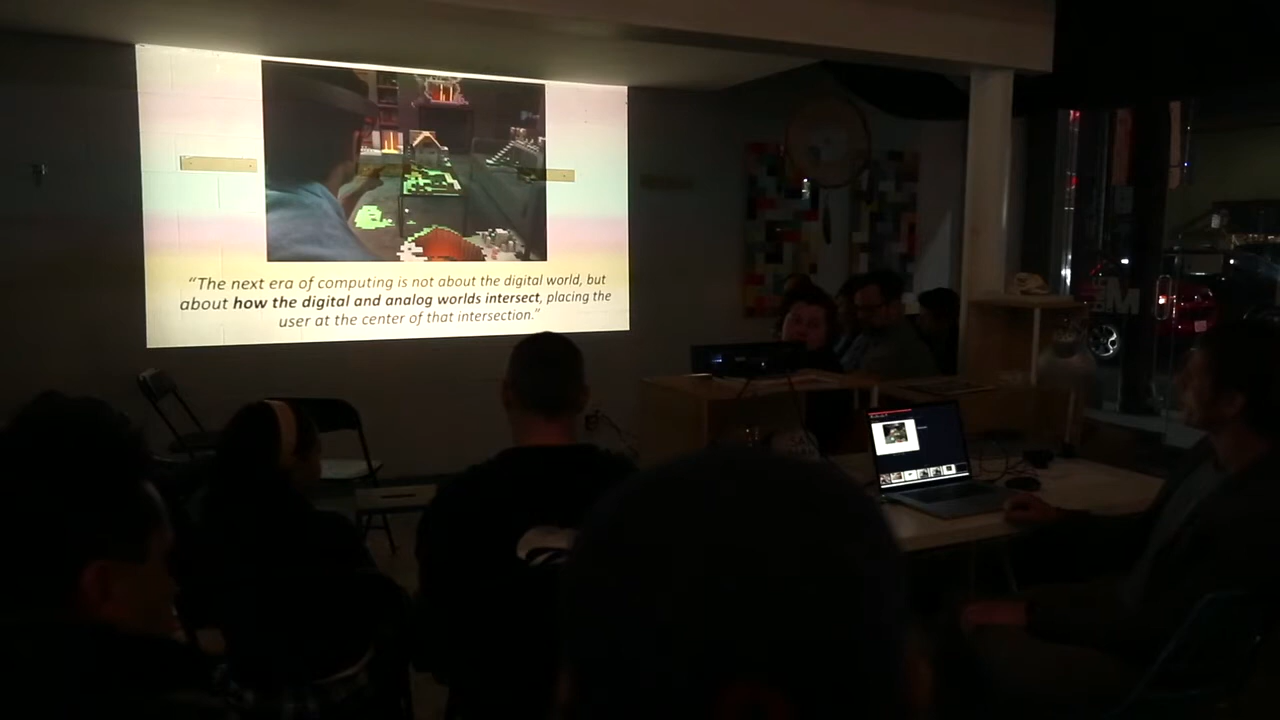 “The next era of computing is not about the digital world, but
about how the digital and analog worlds intersect, placing the
user at the center of that intersection.”
M